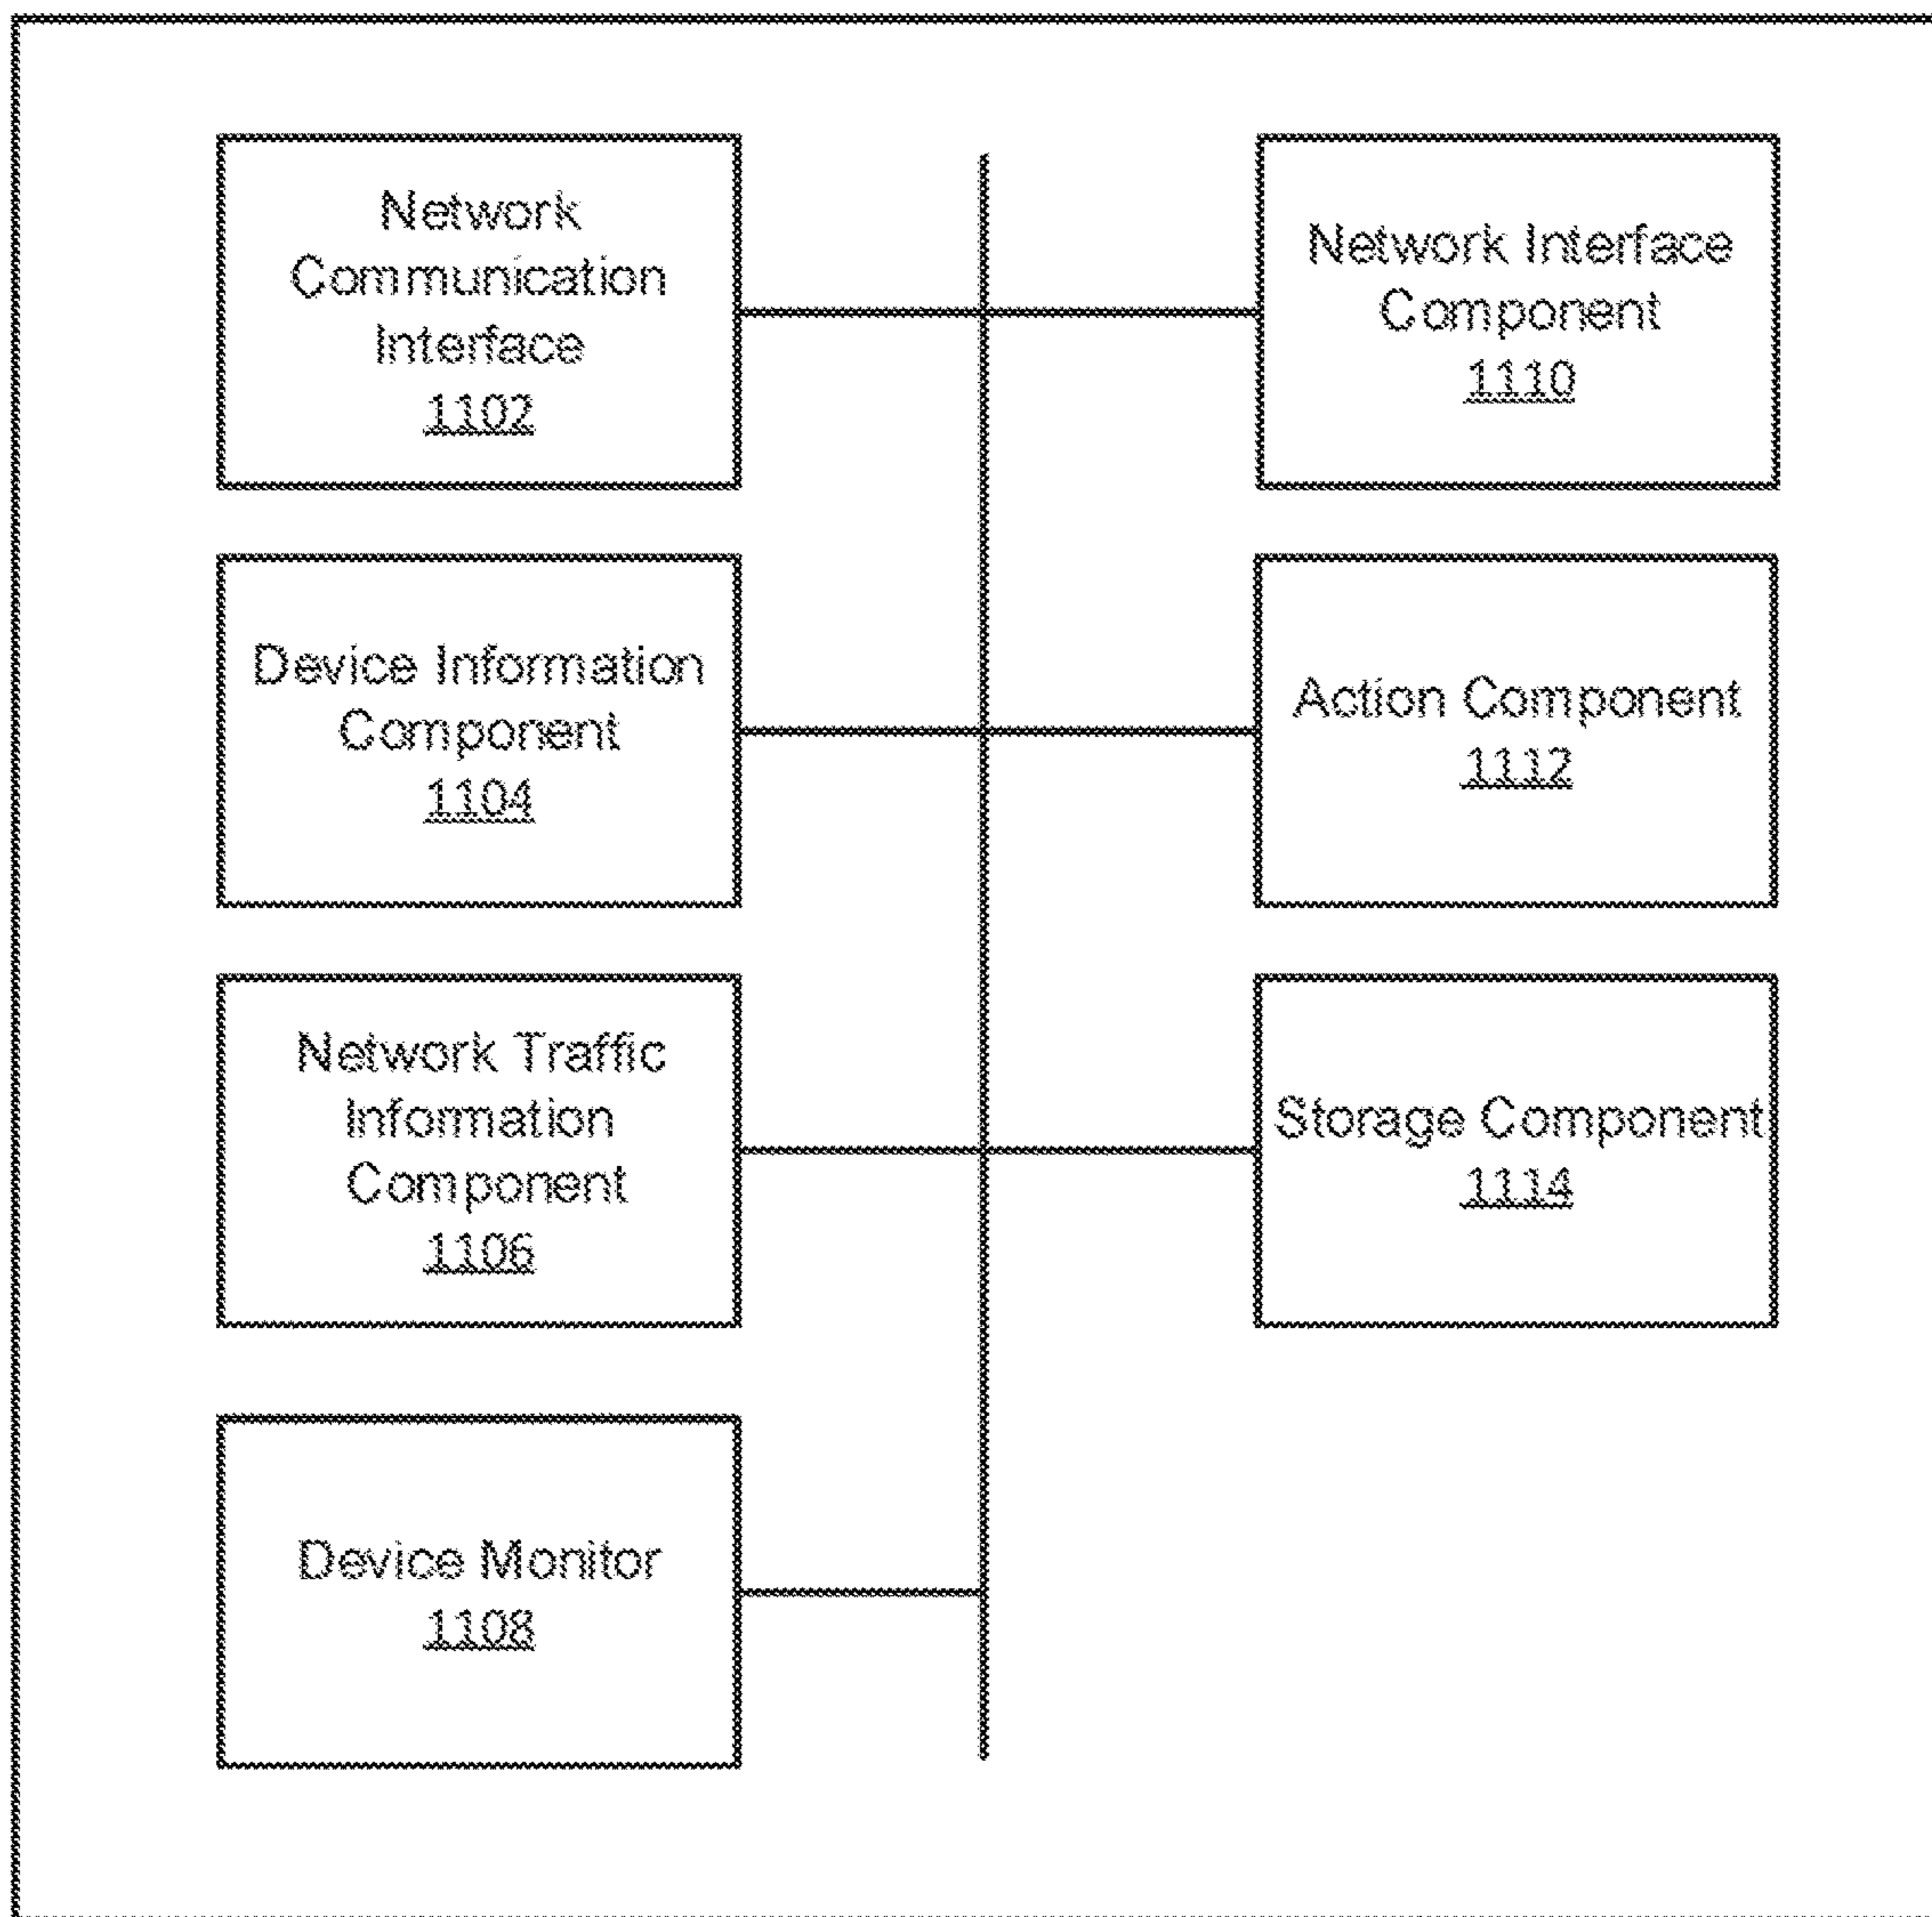 Network
Communication
Interface
1102
Device Information
Component
1104
Network Traffic
Information
Component
1106
Device Monitor
1108
Network Interface
Component
1110
Action Component
1112
Storage Component
1114